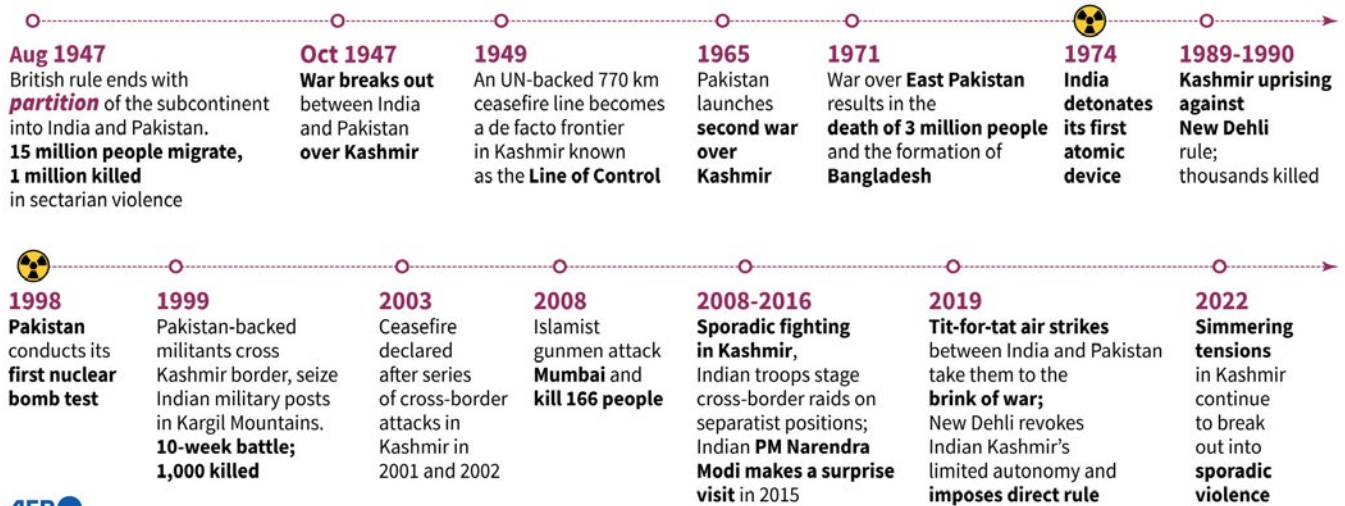 Aug 1947
British rule ends with
partition of the subcontinent
into India and Pakistan.
15 million people migrate,
1 million killed
in sectarian violence
Oct 1947
War breaks out
between India
and Pakistan
over Kashmir
1949
An UN-backed 770 km
ceasefire line becomes
a de facto frontier
in Kashmir known
as the Line of Control
1965
Pakistan
launches
second war
over
Kashmir
1971
War over East Pakistan
results in the
death of 3 million people
and the formation of
Bangladesh
1974
India
detonates
its first
atomic
device
1989-1990
Kashmir uprising
against
New Dehli
rule;
thousands killed
1998
Pakistan
conducts its
first nuclear
bomb test
1999
Pakistan-backed
militants cross
Kashmir border, seize
Indian military posts
in Kargil Mountains.
10-week battle;
1,000 killed
2003
Ceasefire
declared
after series
of cross-border
attacks in
Kashmir in
2001 and 2002
2008
Islamist
gunmen attack
Mumbai and
kill 166 people
2008-2016
Sporadic fighting
in Kashmir,
Indian troops stage
cross-border raids on
separatist positions;
Indian PM Narendra
Modi makes a surprise
visit in 2015
2019
Tit-for-tat air strikes
between India and Pakistan
take them to the
brink of war;
New Delhi revokes
Indian Kashmir's
limited autonomy and
imposes direct rule
2022
Simmering
tensions
in Kashmir
continue
to break
out into
sporadic
violence
AFP